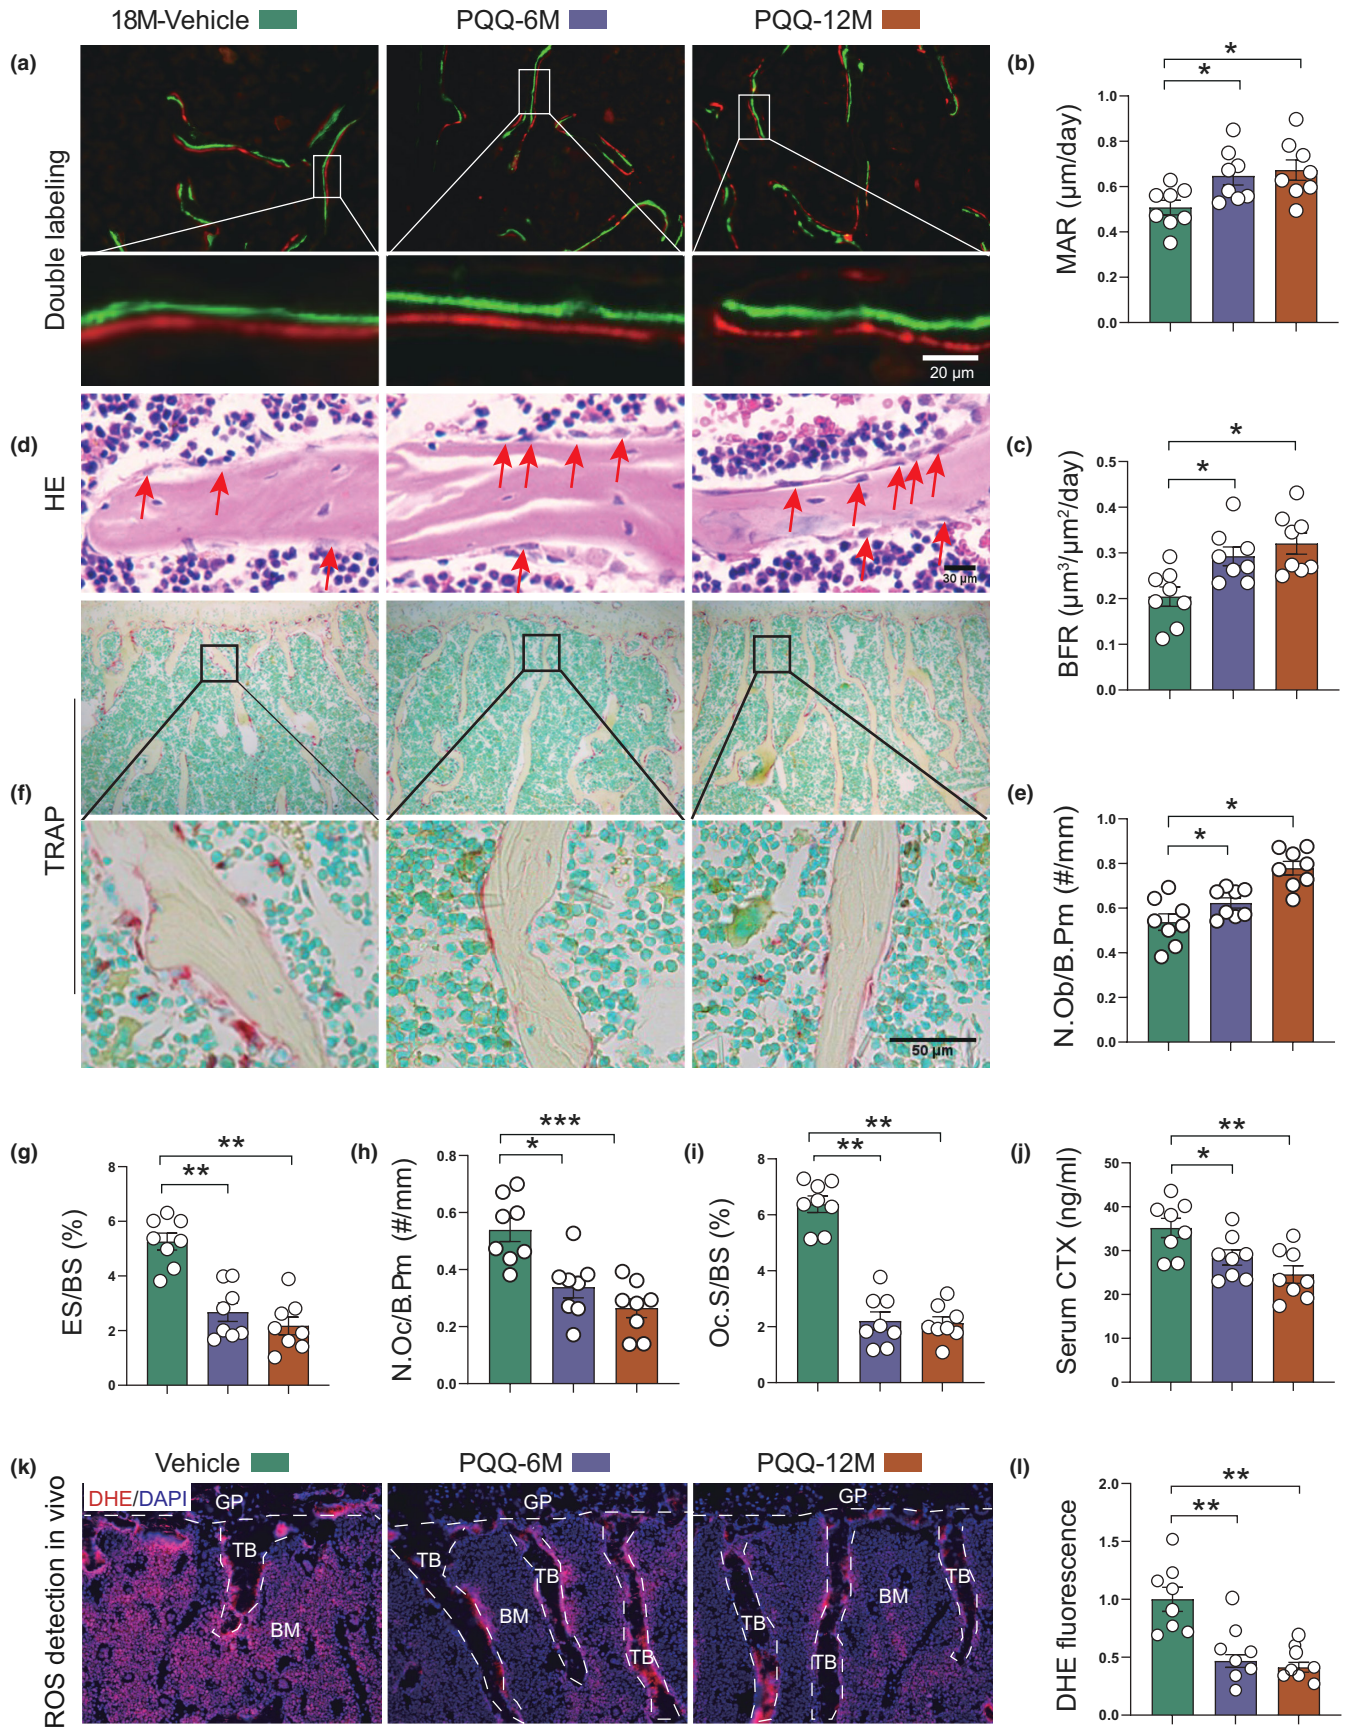 18M-Vehicle PQQ-6M PQQ-12M
(a)
Double labeling
20 µm
(b)
* *
MAR (µm/day)
1.0
0.8
0.6
0.4
0.2
0.0
(d)
HE
30 µm
(c)
* *
BFR (µm3/µm2/day)
0.5
0.4
0.3
0.2
0.1
0.0
(f)
TRAP
50 µm
(e)
* *
N.Ob/B.Pm (#/mm)
1.0
0.8
0.6
0.4
0.2
0.0
(g)
** **
ES/BS (%)
8
6
4
2
0
(h)
*** *
N.Oc/B.Pm (#/mm)
0.8
0.6
0.4
0.2
0.0
(i)
** **
Oc.S/BS (%)
8
6
4
2
0
(j)
** *
Serum CTX (ng/ml)
50
40
30
20
10
0
(k)
Vehicle PQQ-6M PQQ-12M
ROS detection in vivo
DHE/DAPI
GP
TB
BM
GP
TB
TB
BM
TB
GP
TB
BM
TB
TB
(l)
** **
DHE fluorescence
2.0
1.5
1.0
0.5
0